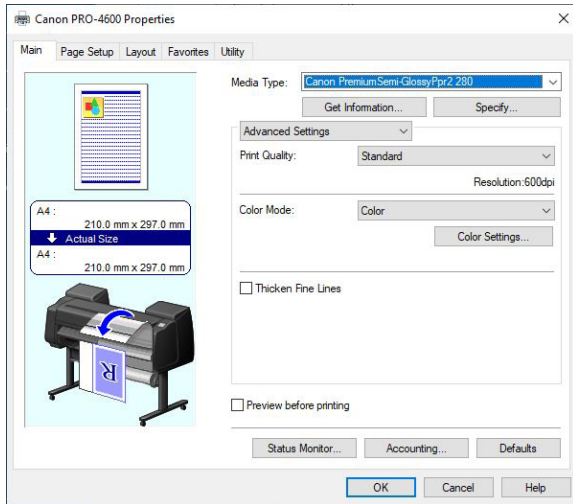 Canon PRO-4600 Properties
Main Page Setup Layout Favorites Utility
Media Type: Canon PremiumSemi-GlossyPpr2 280
Get Information... Specify...
Advanced Settings
Print Quality: Standard
Resolution:600dpi
A4 :
210.0 mm x 297.0 mm
Actual Size
A4 :
210.0 mm x 297.0 mm
Color Mode: Color
Color Settings...
Thicken Fine Lines
R
Preview before printing
Status Monitor... Accounting... Defaults
OK Cancel Help